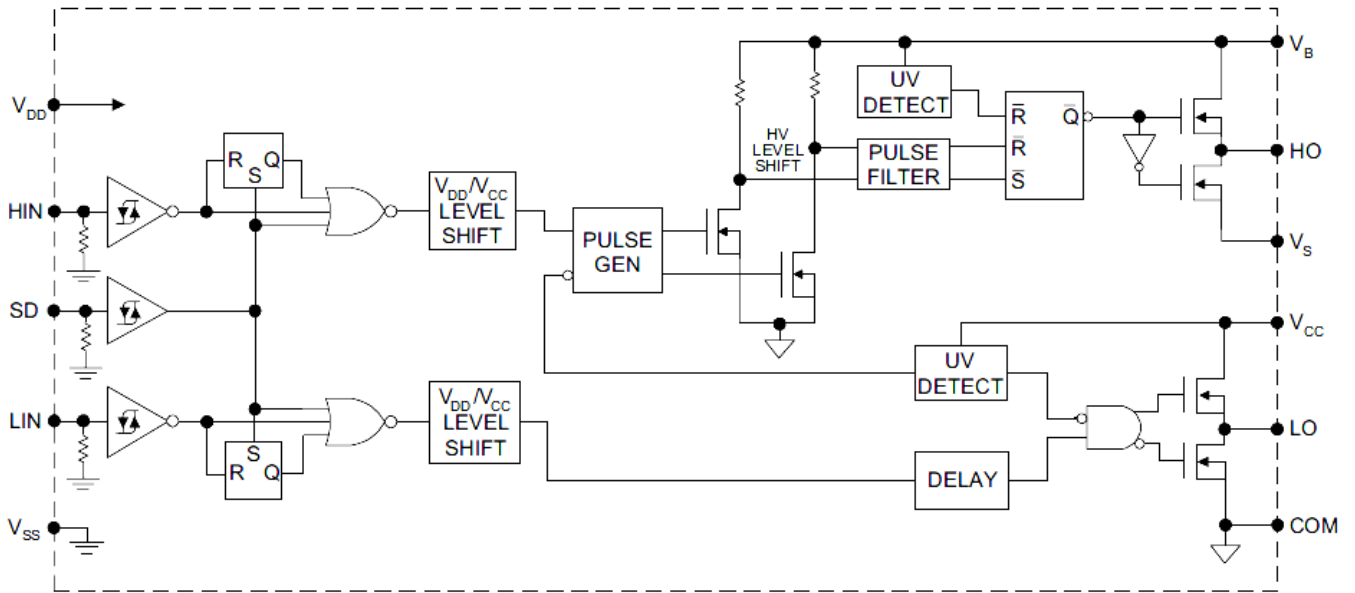 V_B
UV
DETECT
V_DD
R̅
Q̅
HV
LEVEL
SHIFT
R Q
S
PULSE
FILTER
R̅
S̅
HO
V_DD/V_CC
LEVEL
SHIFT
HIN
PULSE
GEN
V_S
SD
V_CC
UV
DETECT
V_DD/V_CC
LEVEL
SHIFT
LIN
LO
S
R Q
DELAY
V_SS
COM